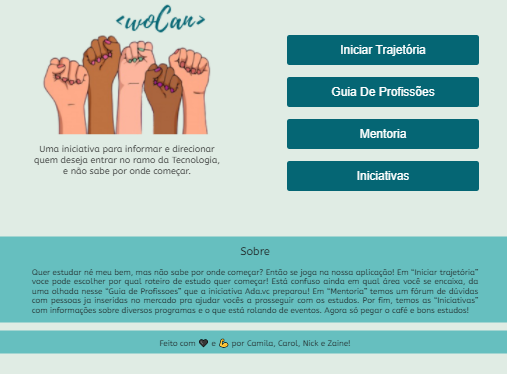 <woCan>
Uma iniciativa para informar e direcionar
quem deseja entrar no ramo da Tecnologia,
e não sabe por onde começar.
Iniciar Trajetória
Guia De Profissões
Mentoria
Iniciativas
Sobre
Quer estudar né meu bem, mas não sabe por onde começar? Então se joga na nossa aplicação! Em “Iniciar trajetória”
voce pode escolher por qual roteiro de estudo quer começar! Está confuso ainda em qual área você se encaixa, da
uma olhada nesse “Guia de Profissoes” que a iniciativa Ada.vc preparou! Em “Mentoria” temos um fórum de dúvidas
com pessoas ja inseridas no mercado pra ajudar vocês a prosseguir com os estudos. Por fim, temos as “Iniciativas”
com informações sobre diversos programas e o que está rolando de eventos. Agora só pegar o café e bons estudos!
Feito com 🖤 e 💪 por Camila, Carol, Nick e Zaine!